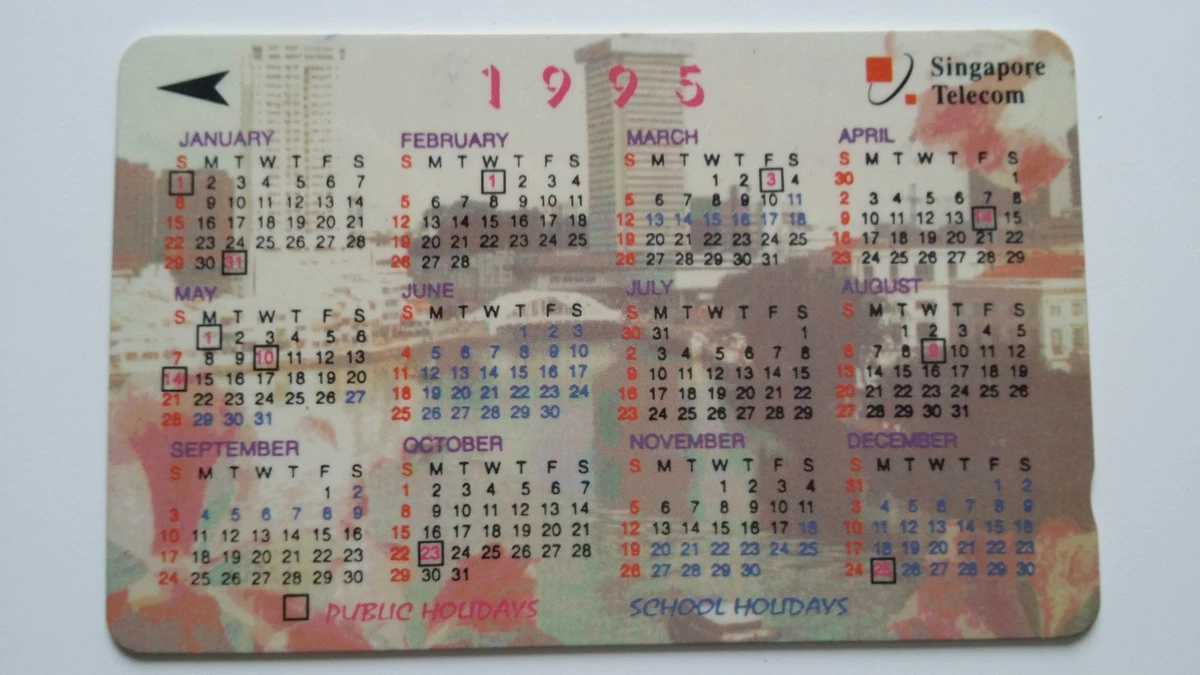 1995
Singapore
Telecom
JANUARY FEBRUARY MARCH APRIL
S M T W T F S S M T W T F S S M T W T F S S M T W T F S
1 2 3 4 5 6 7 1 2 3 4 1 2 3 4 30 1
8 9 10 11 12 13 14 5 6 7 8 9 10 11 5 6 7 8 9 10 11 2 3 4 5 6 7 8
15 16 17 18 19 20 21 12 13 14 15 16 17 18 12 13 14 15 16 17 18 9 10 11 12 13 14 15
22 23 24 25 26 27 28 19 20 21 22 23 24 25 19 20 21 22 23 24 25 16 17 18 19 20 21 22
29 30 31 26 27 28 26 27 28 29 30 31 23 24 25 26 27 28 29
MAY JUNE JULY AUGUST
S M T W T F S S M T W T F S S M T W T F S S M T W T F S
1 2 3 4 5 6 1 2 3 30 31 1 1 2 3 4 5
7 8 9 10 11 12 13 4 5 6 7 8 9 10 2 3 4 5 6 7 8 6 7 8 9 10 11 12
14 15 16 17 18 19 20 11 12 13 14 15 16 17 9 10 11 12 13 14 15 13 14 15 16 17 18 19
21 22 23 24 25 26 27 18 19 20 21 22 23 24 16 17 18 19 20 21 22 20 21 22 23 24 25 26
28 29 30 31 25 26 27 28 29 30 23 24 25 26 27 28 29 27 28 29 30 31
SEPTEMBER OCTOBER NOVEMBER DECEMBER
S M T W T F S S M T W T F S S M T W T F S S M T W T F S
1 2 1 2 3 4 5 6 7 1 2 3 4 31 1 2
3 4 5 6 7 8 9 8 9 10 11 12 13 14 5 6 7 8 9 10 11 3 4 5 6 7 8 9
10 11 12 13 14 15 16 15 16 17 18 19 20 21 12 13 14 15 16 17 18 10 11 12 13 14 15 16
17 18 19 20 21 22 23 22 23 24 25 26 27 28 19 20 21 22 23 24 25 17 18 19 20 21 22 23
24 25 26 27 28 29 30 29 30 31 26 27 28 29 30 24 25 26 27 28 29 30
PUBLIC HOLIDAYS SCHOOL HOLIDAYS